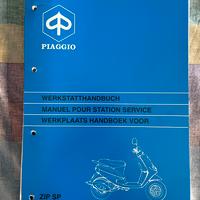 PIAGGIO
WERKSTATTHANDBUCH
MANUEL POUR STATION SERVICE
WERKPLAATS HANDBOEK VOOR
ZIP SP